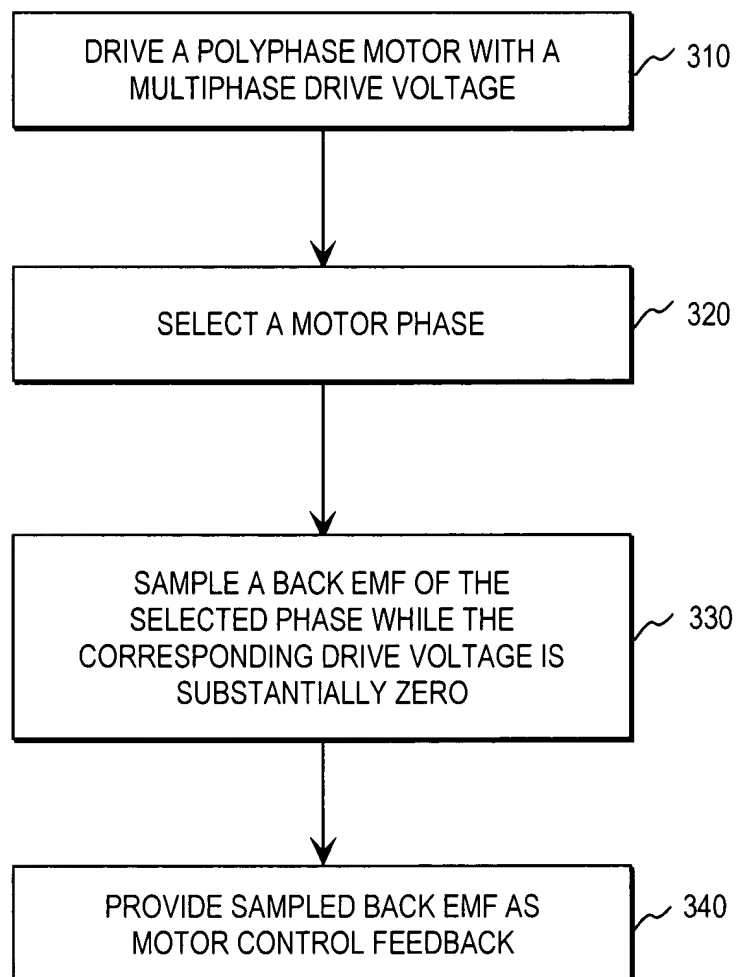 DRIVE A POLYPHASE MOTOR WITH A
MULTIPHASE DRIVE VOLTAGE
310
SELECT A MOTOR PHASE
320
SAMPLE A BACK EMF OF THE
SELECTED PHASE WHILE THE
CORRESPONDING DRIVE VOLTAGE IS
SUBSTANTIALLY ZERO
330
PROVIDE SAMPLED BACK EMF AS
MOTOR CONTROL FEEDBACK
340